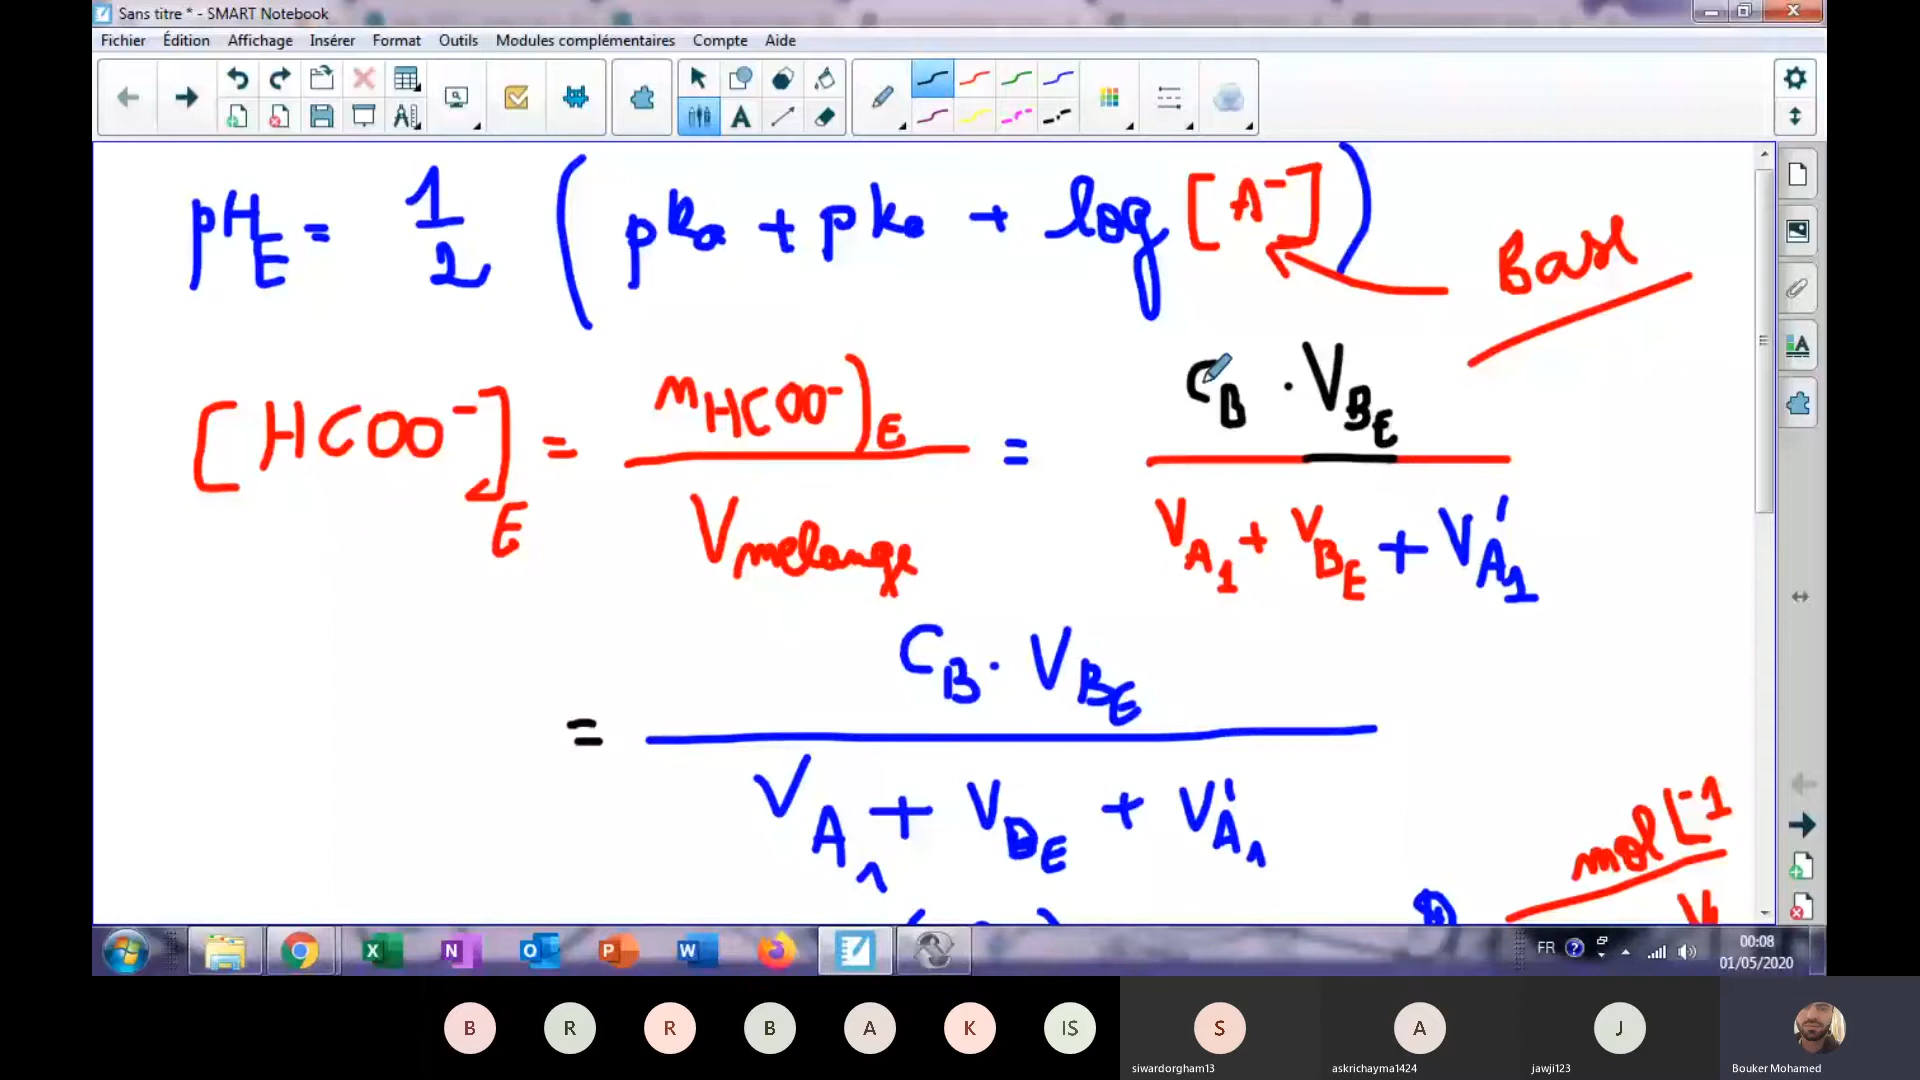 Sans titre * - SMART Notebook
Fichier Édition Affichage Insérer Format Outils Modules complémentaires Compte Aide
pH_E = 1/2 ( pka + pke + log [A⁻] )
Base
[HCOO⁻]_E = n_HCOO⁻)_E / V_mélange = C_B · V_BE / V_A1 + V_BE + V'_A1
= C_B · V_BE / V_A1 + V_BE + V'_A1
mol L⁻¹
FR
00:08
01/05/2020
B R R B A K IS S A J
siwardorgham13 askrichayma1424 jawji123 Bouker Mohamed